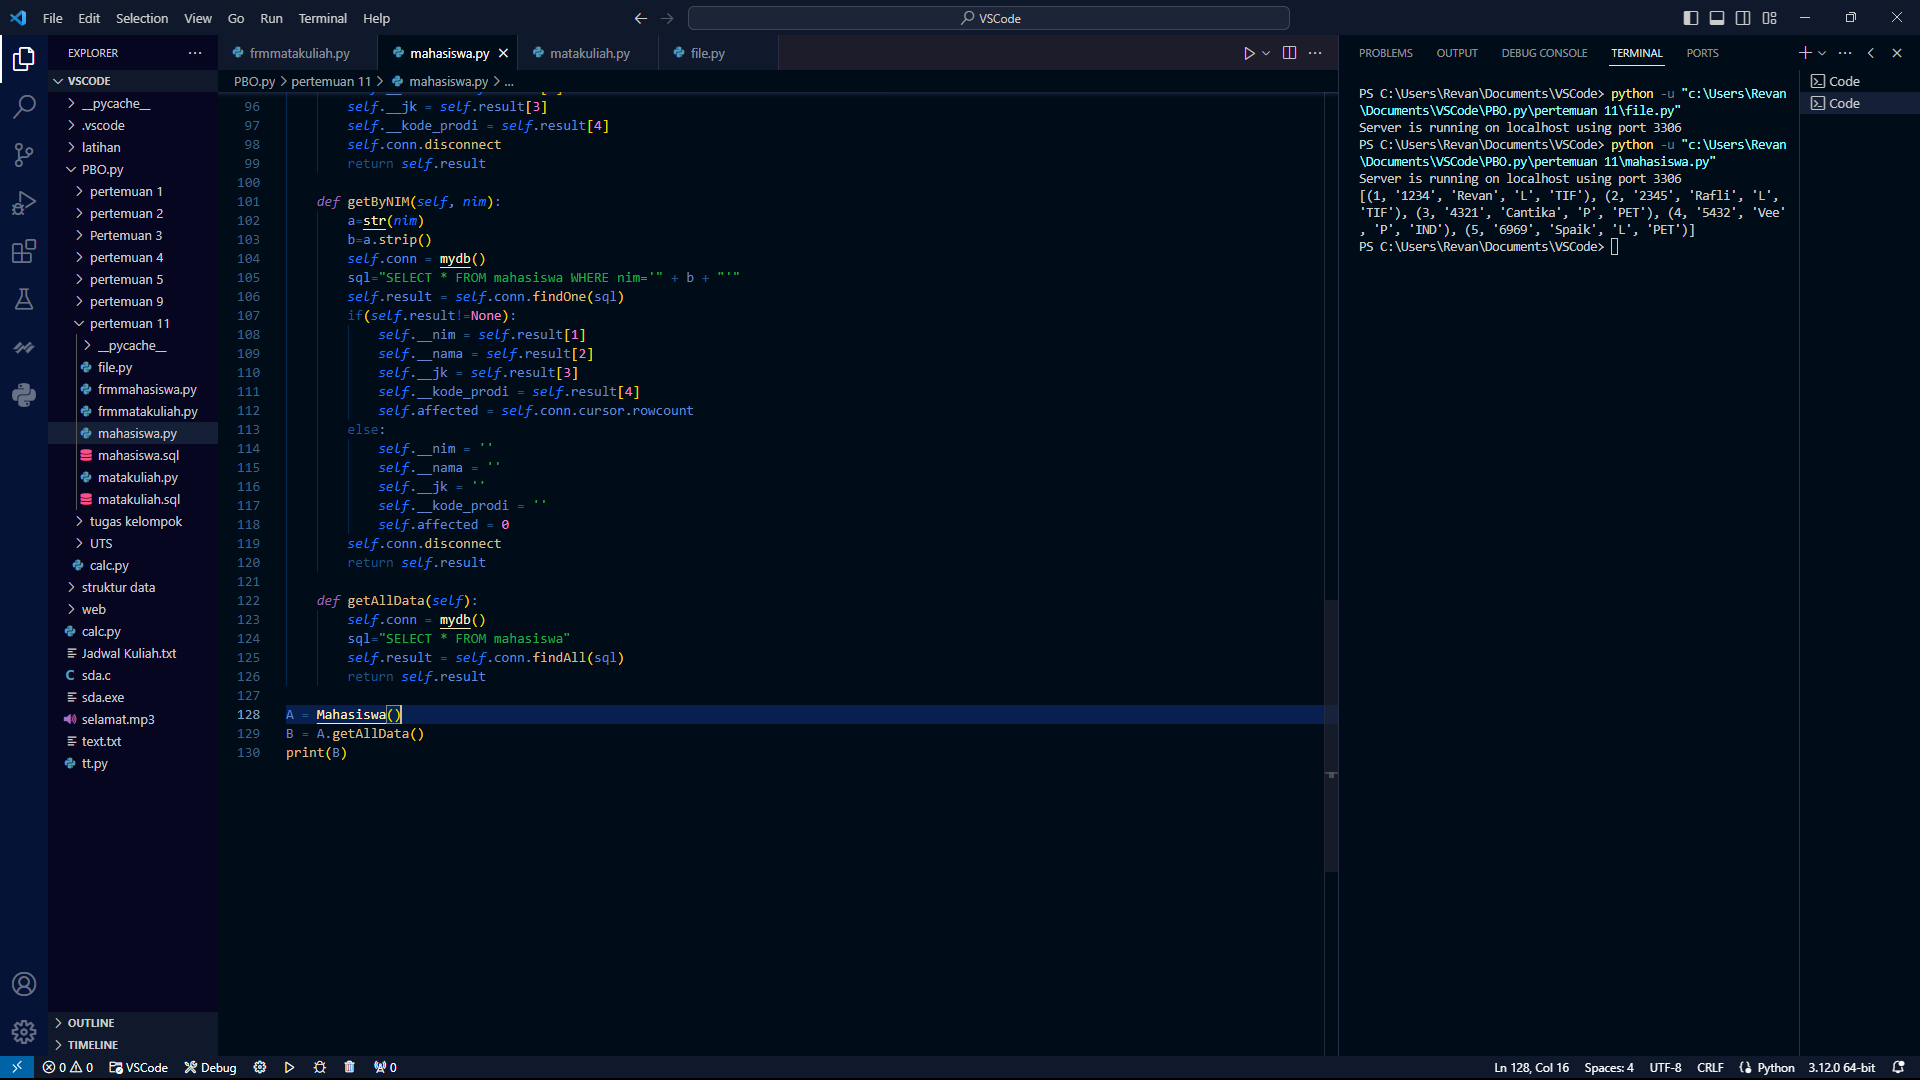 File Edit Selection View Go Run Terminal Help
VSCode
EXPLORER
VSCODE
__pycache__
.vscode
latihan
PBO.py
pertemuan 1
pertemuan 2
Pertemuan 3
pertemuan 4
pertemuan 5
pertemuan 9
pertemuan 11
__pycache__
file.py
frmmahasiswa.py
frmmatakuliah.py
mahasiswa.py
mahasiswa.sql
matakuliah.py
matakuliah.sql
tugas kelompok
UTS
calc.py
struktur data
web
calc.py
Jadwal Kuliah.txt
sda.c
sda.exe
selamat.mp3
text.txt
tt.py
OUTLINE
TIMELINE
frmmatakuliah.py mahasiswa.py matakuliah.py file.py
PBO.py > pertemuan 11 > mahasiswa.py > ...
96 self.__jk = self.result[3]
97 self.__kode_prodi = self.result[4]
98 self.conn.disconnect
99 return self.result
100
101 def getByNIM(self, nim):
102 a=str(nim)
103 b=a.strip()
104 self.conn = mydb()
105 sql="SELECT * FROM mahasiswa WHERE nim='" + b + "'"
106 self.result = self.conn.findOne(sql)
107 if(self.result!=None):
108 self.__nim = self.result[1]
109 self.__nama = self.result[2]
110 self.__jk = self.result[3]
111 self.__kode_prodi = self.result[4]
112 self.affected = self.conn.cursor.rowcount
113 else:
114 self.__nim = ''
115 self.__nama = ''
116 self.__jk = ''
117 self.__kode_prodi = ''
118 self.affected = 0
119 self.conn.disconnect
120 return self.result
121
122 def getAllData(self):
123 self.conn = mydb()
124 sql="SELECT * FROM mahasiswa"
125 self.result = self.conn.findAll(sql)
126 return self.result
127
128 A = Mahasiswa()
129 B = A.getAllData()
130 print(B)
PROBLEMS OUTPUT DEBUG CONSOLE TERMINAL PORTS
PS C:\Users\Revan\Documents\VSCode> python -u "c:\Users\Revan
\Documents\VSCode\PBO.py\pertemuan 11\file.py"
Server is running on localhost using port 3306
PS C:\Users\Revan\Documents\VSCode> python -u "c:\Users\Revan
\Documents\VSCode\PBO.py\pertemuan 11\mahasiswa.py"
Server is running on localhost using port 3306
[(1, '1234', 'Revan', 'L', 'TIF'), (2, '2345', 'Rafli', 'L',
'TIF'), (3, '4321', 'Cantika', 'P', 'PET'), (4, '5432', 'Vee'
, 'P', 'IND'), (5, '6969', 'Spaik', 'L', 'PET')]
PS C:\Users\Revan\Documents\VSCode>
Code
Code
0 0 VSCode Debug 0
Ln 128, Col 16 Spaces: 4 UTF-8 CRLF Python 3.12.0 64-bit